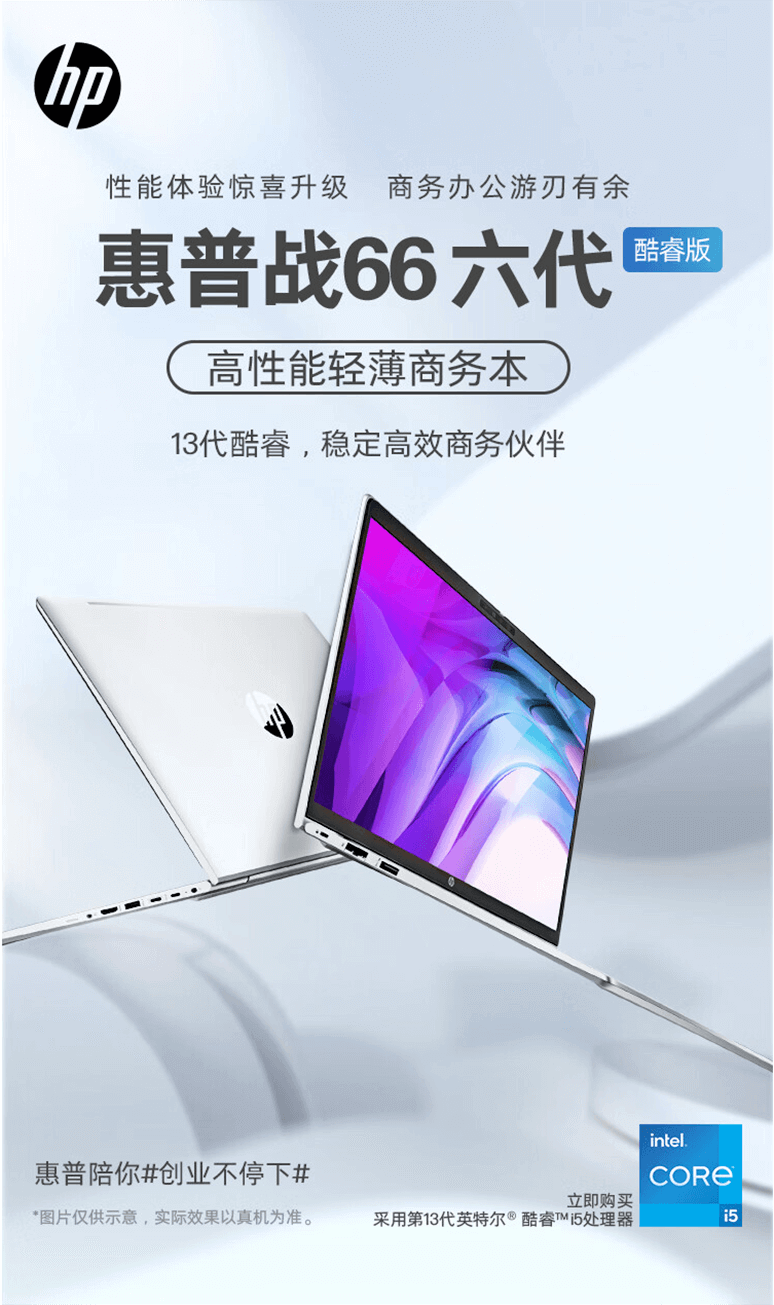 hp
性能体验惊喜升级 商务办公游刃有余
惠普战66 六代 酷睿版
高性能轻薄商务本
13代酷睿，稳定高效商务伙伴
hp
hp
惠普陪你#创业不停下#
*图片仅供示意，实际效果以真机为准。
立即购买
采用第13代英特尔® 酷睿™ i5处理器
intel.
CORE™
i5